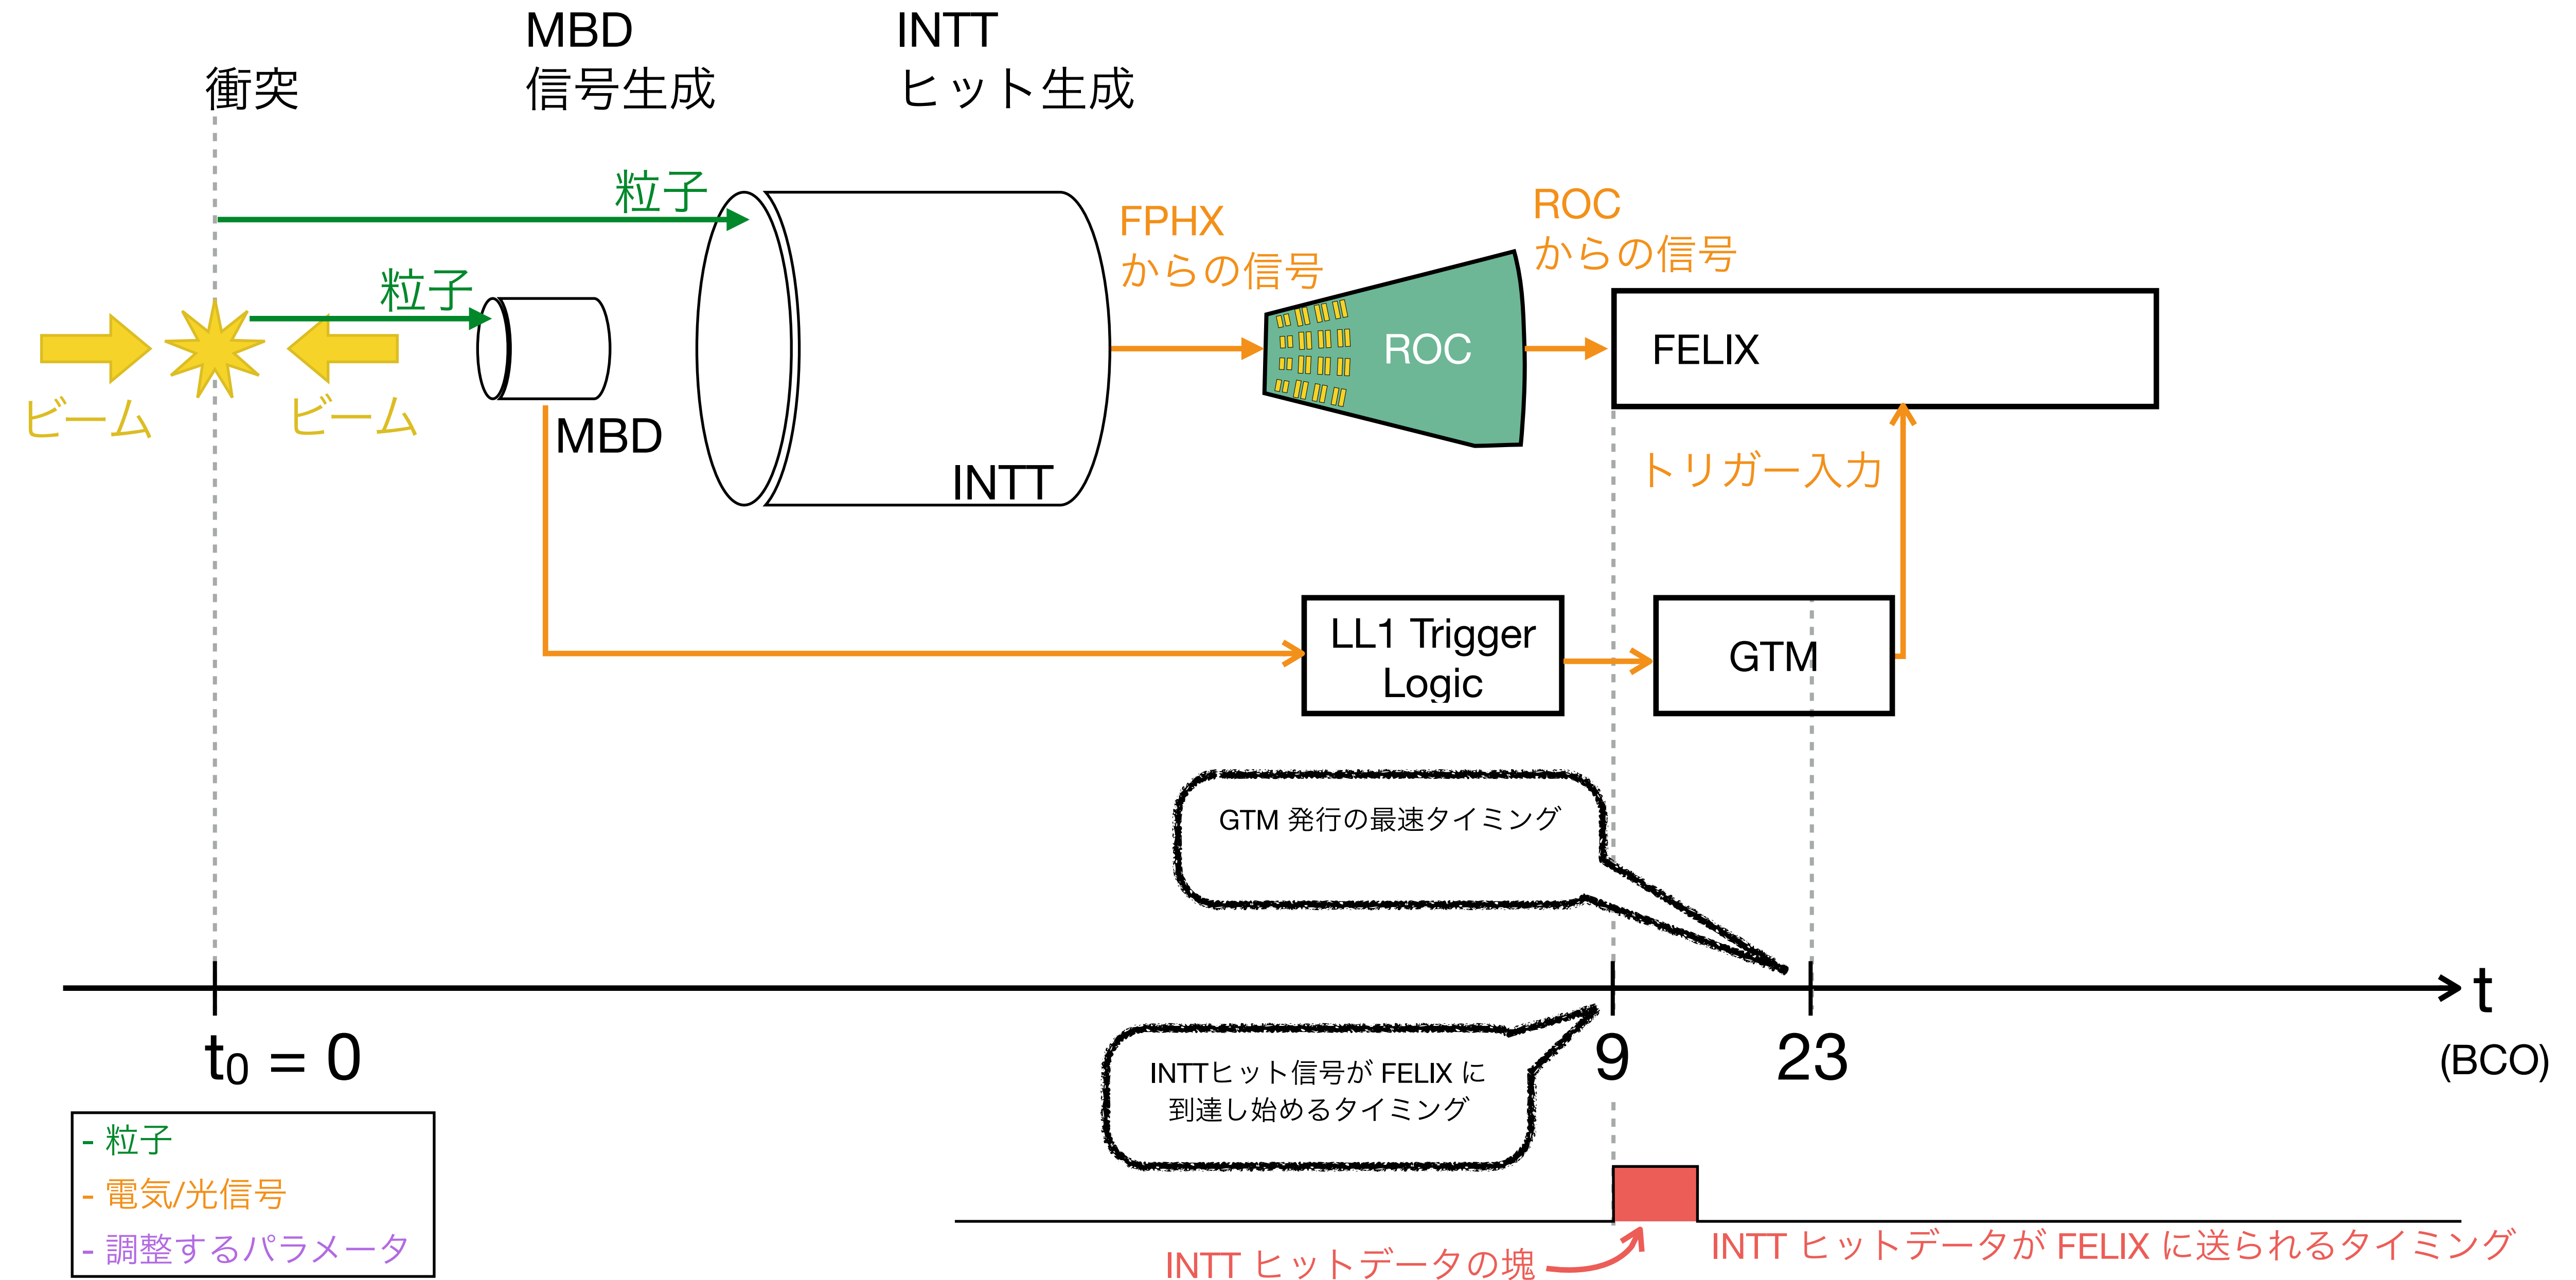 衝突
MBD
信号生成
INTT
ヒット生成
粒子
粒子
ビーム
ビーム
MBD
INTT
FPHX
からの信号
ROC
ROC
からの信号
FELIX
トリガー入力
LL1 Trigger
Logic
GTM
GTM 発行の最速タイミング
t
(BCO)
t₀ = 0
9
23
INTTヒット信号が FELIX に
到達し始めるタイミング
- 粒子
- 電気/光信号
- 調整するパラメータ
INTT ヒットデータの塊
INTT ヒットデータが FELIX に送られるタイミング